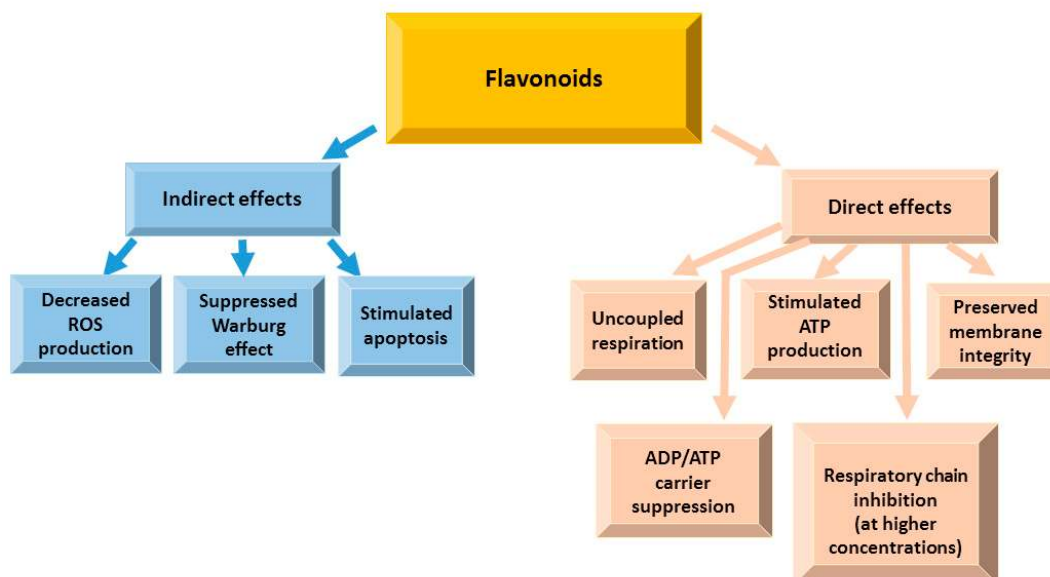 Flavonoids
Indirect effects
Direct effects
Decreased
ROS
production
Suppressed
Warburg
effect
Stimulated
apoptosis
Uncoupled
respiration
Stimulated
ATP
production
Preserved
membrane
integrity
ADP/ATP
carrier
suppression
Respiratory chain
inhibition
(at higher
concentrations)